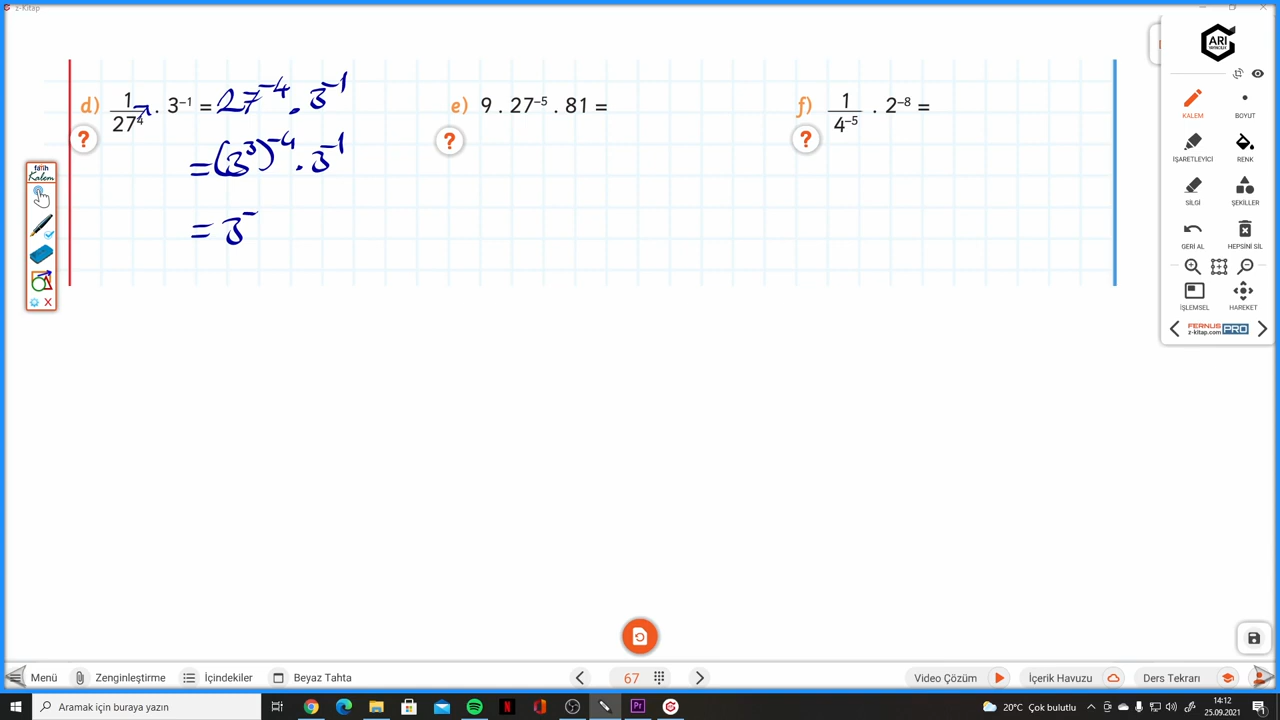 z-Kitap
d) 1/27⁴ . 3⁻¹ = 27⁻⁴ . 3⁻¹
= (3³)⁻⁴ . 3⁻¹
= 3⁻
e) 9 . 27⁻⁵ . 81 =
f) 1/4⁻⁵ . 2⁻⁸ =
?
?
?
fatih
Kalem
ARI
YAYINCILIK
KALEM
BOYUT
İŞARETLEYİCİ
RENK
SİLGİ
ŞEKİLLER
GERİ AL
HEPSİNİ SİL
İŞLEMSEL
HAREKET
FERNUS
z-kitap.com PRO
Menü
Zenginleştirme
İçindekiler
Beyaz Tahta
67
Video Çözüm
İçerik Havuzu
Ders Tekrarı
Aramak için buraya yazın
20°C Çok bulutlu
14:12
25.09.2021